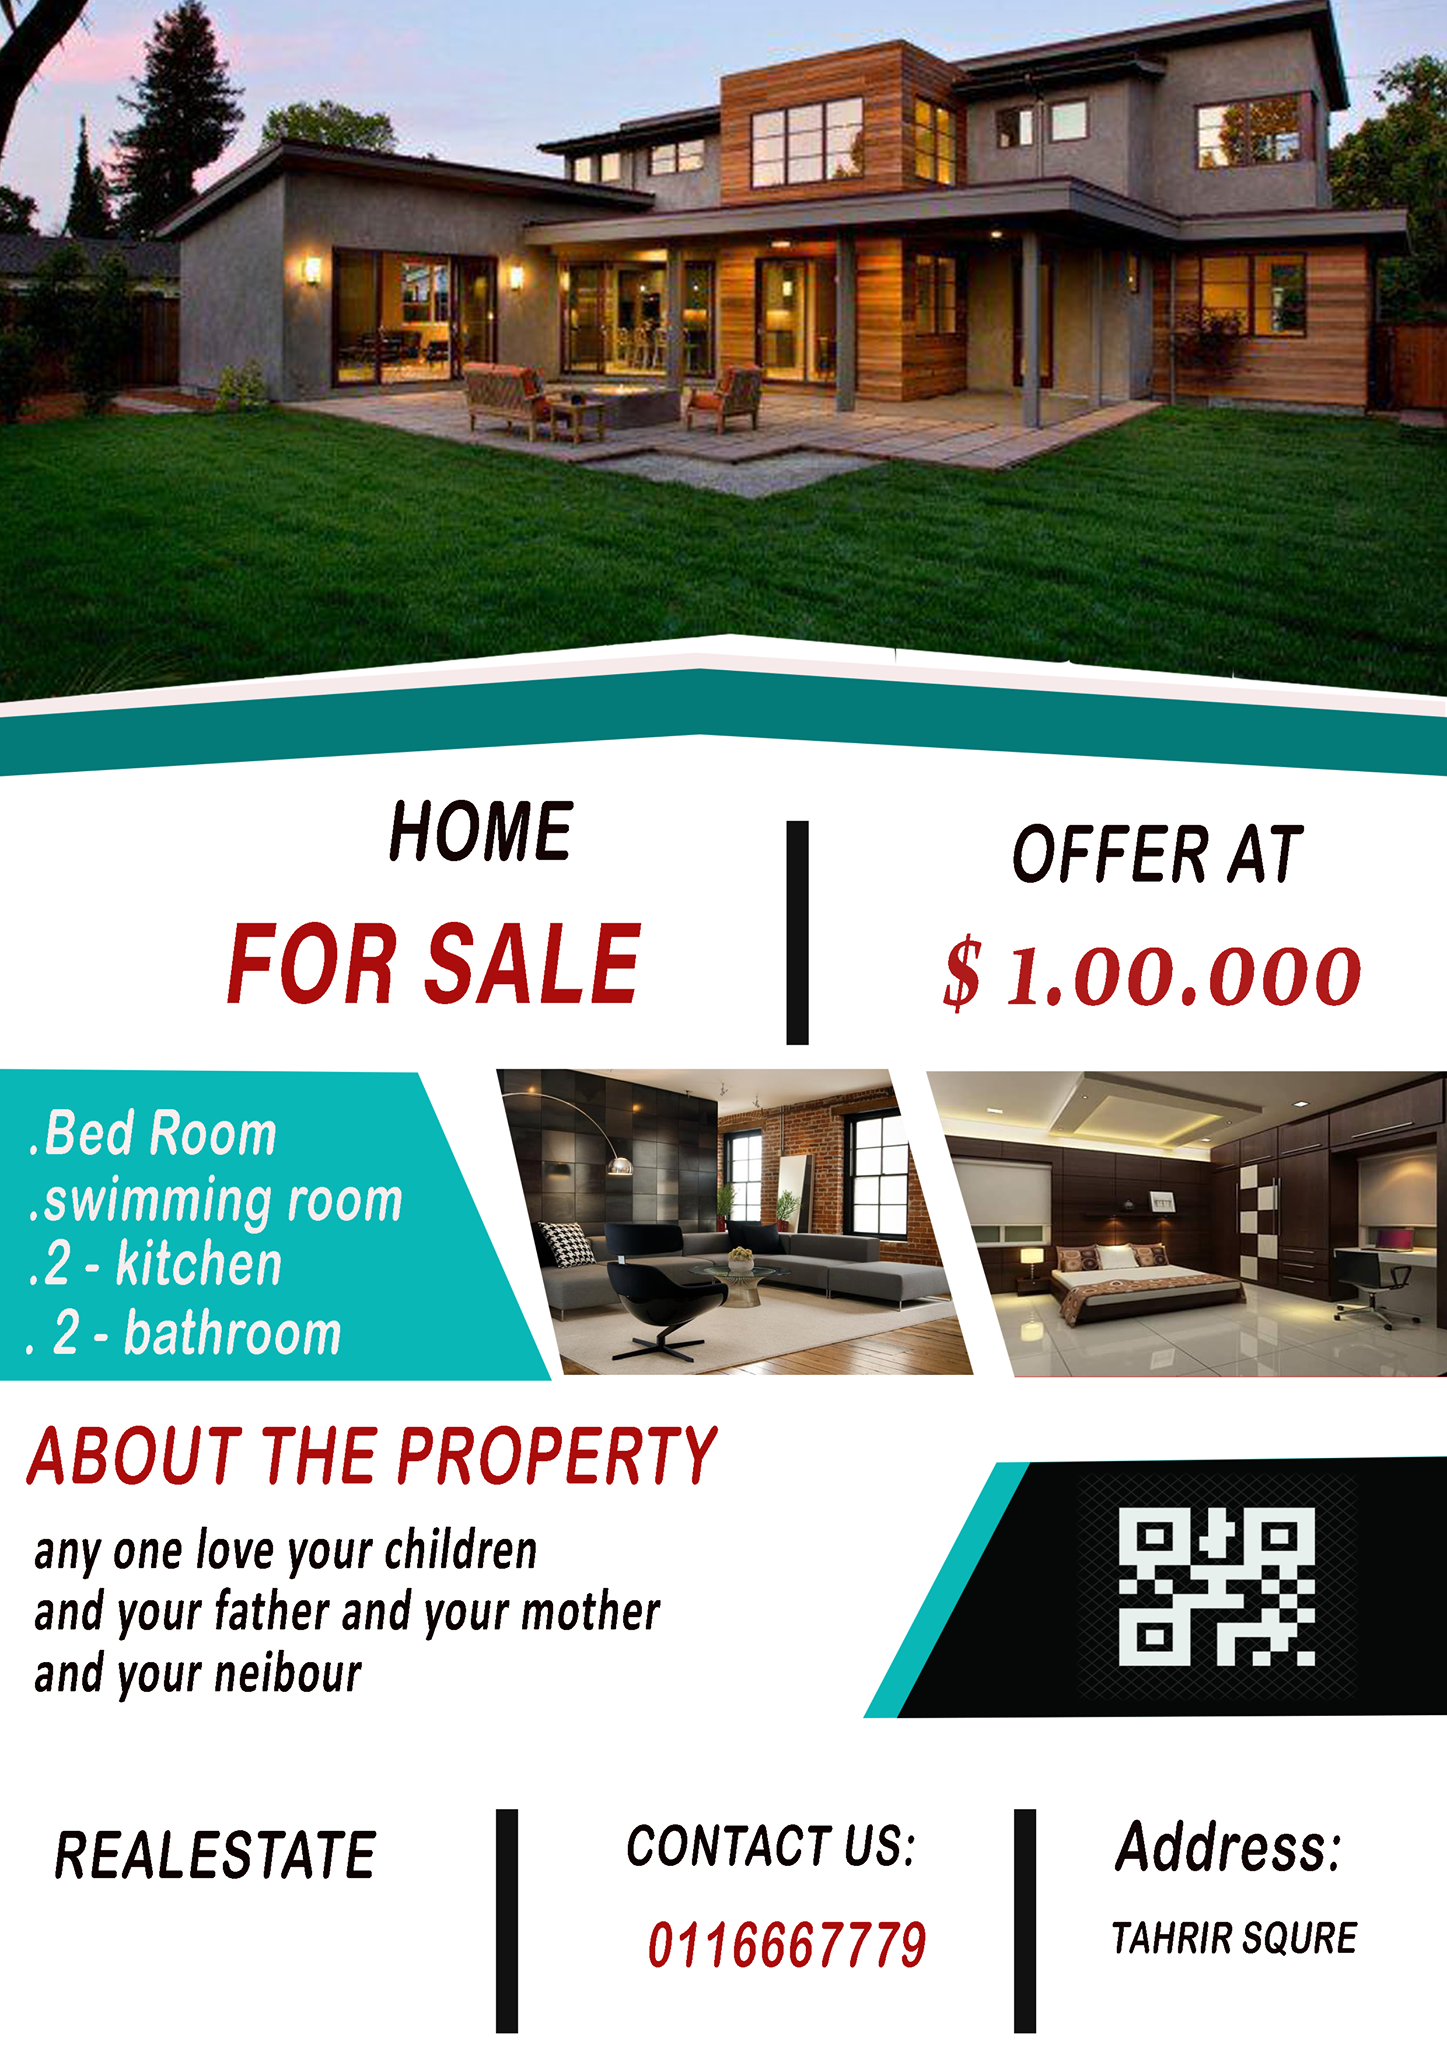 HOME
FOR SALE
OFFER AT
$ 1.00.000
.Bed Room
.swimming room
.2 - kitchen
. 2 - bathroom
ABOUT THE PROPERTY
any one love your children
and your father and your mother
and your neibour
REALESTATE
CONTACT US:
0116667779
Address:
TAHRIR SQURE